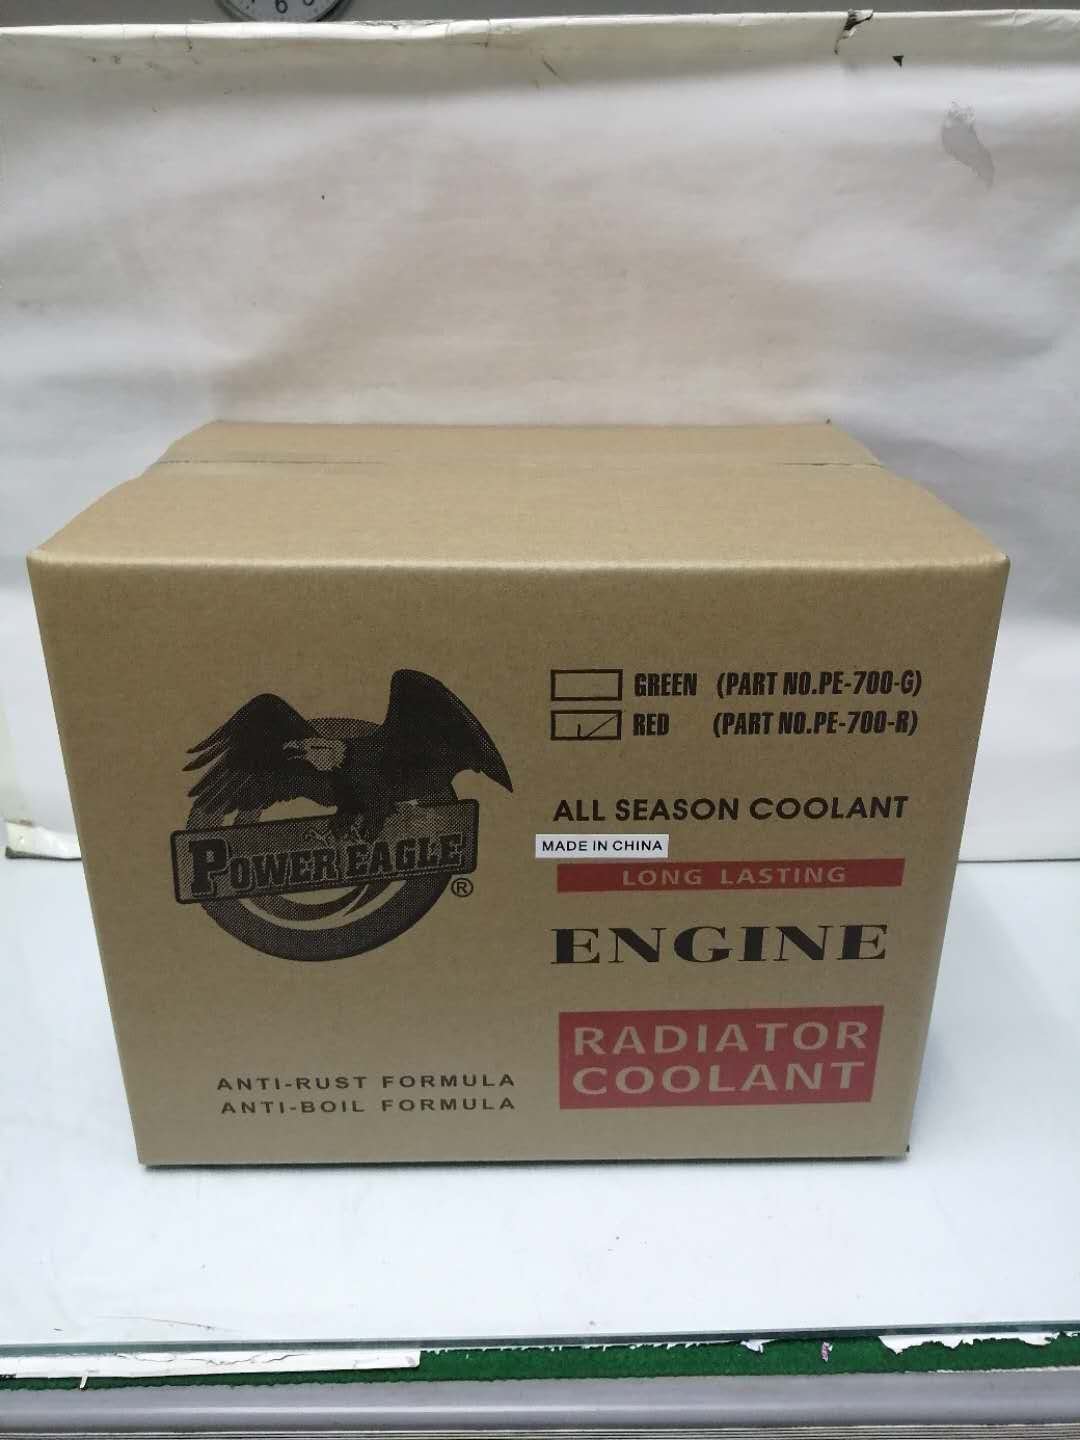 POWER EAGLE
®
GREEN (PART NO.PE-700-G)
RED (PART NO.PE-700-R)
ALL SEASON COOLANT
MADE IN CHINA
LONG LASTING
ENGINE
RADIATOR
COOLANT
ANTI-RUST FORMULA
ANTI-BOIL FORMULA
6